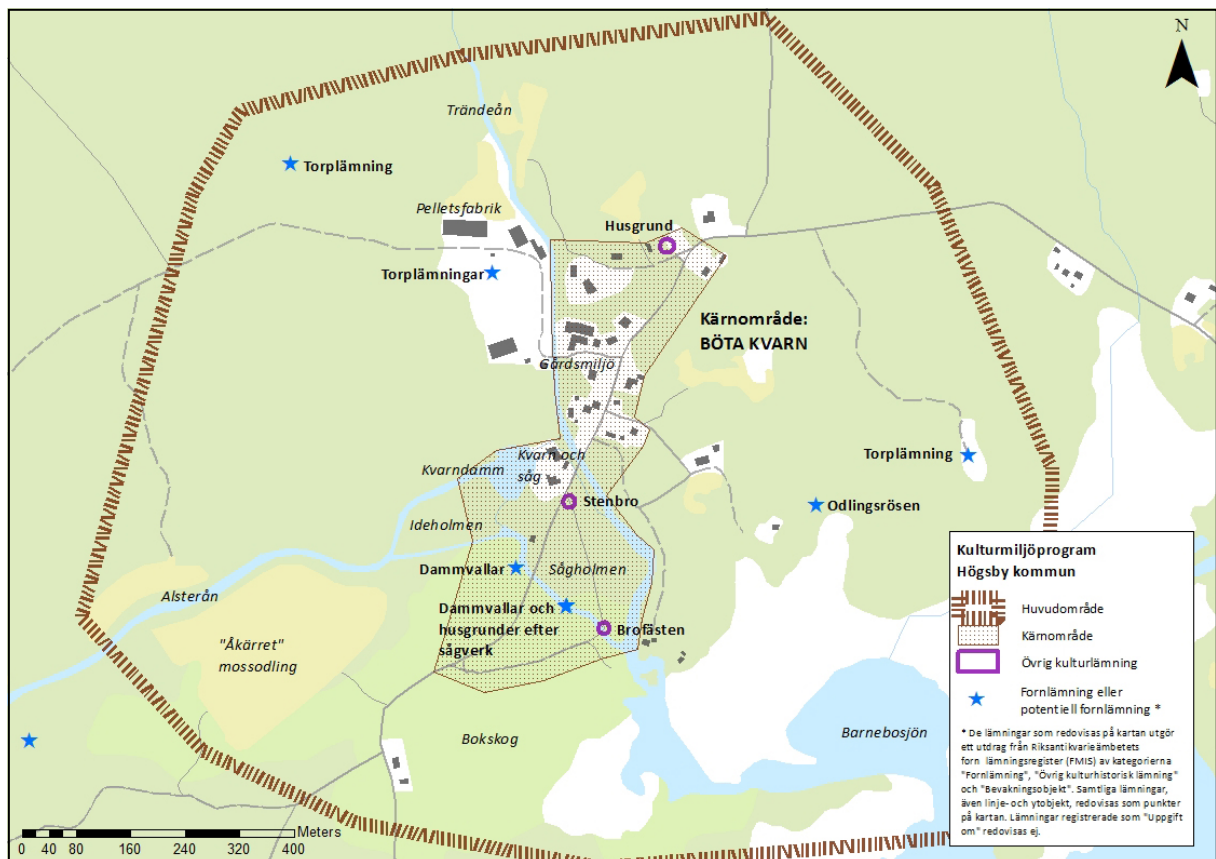 N
Trändeån
Torplämning
Pelletsfabrik
Husgrund
Torplämningar
Kärnområde:
BÖTA KVARN
Gårdsmiljö
Kvarndamm
Kvarn och
såg
Torplämning
Stenbro
Odlingsrösen
Ideholmen
Dammvallar
Sågholmen
Alsterån
Dammvallar och
husgrunder efter
sågverk
Brofästen
"Åkärret"
mossodling
Bokskog
Barnebosjön
Kulturmiljöprogram
Högsby kommun
Huvudområde
Kärnområde
Övrig kulturlämning
Fornlämning eller
potentiell fornlämning *
* De lämningar som redovisas på kartan utgör
ett utdrag från Riksantikvarieämbetets
forn lämningsregister (FMIS) av kategorierna
"Fornlämning", "Övrig kulturhistorisk lämning"
och "Bevakningsobjekt". Samtliga lämningar,
även linje- och ytobjekt, redovisas som punkter
på kartan. Lämningar registrerade som "Uppgift
om" redovisas ej.
Meters
0 40 80 160 240 320 400